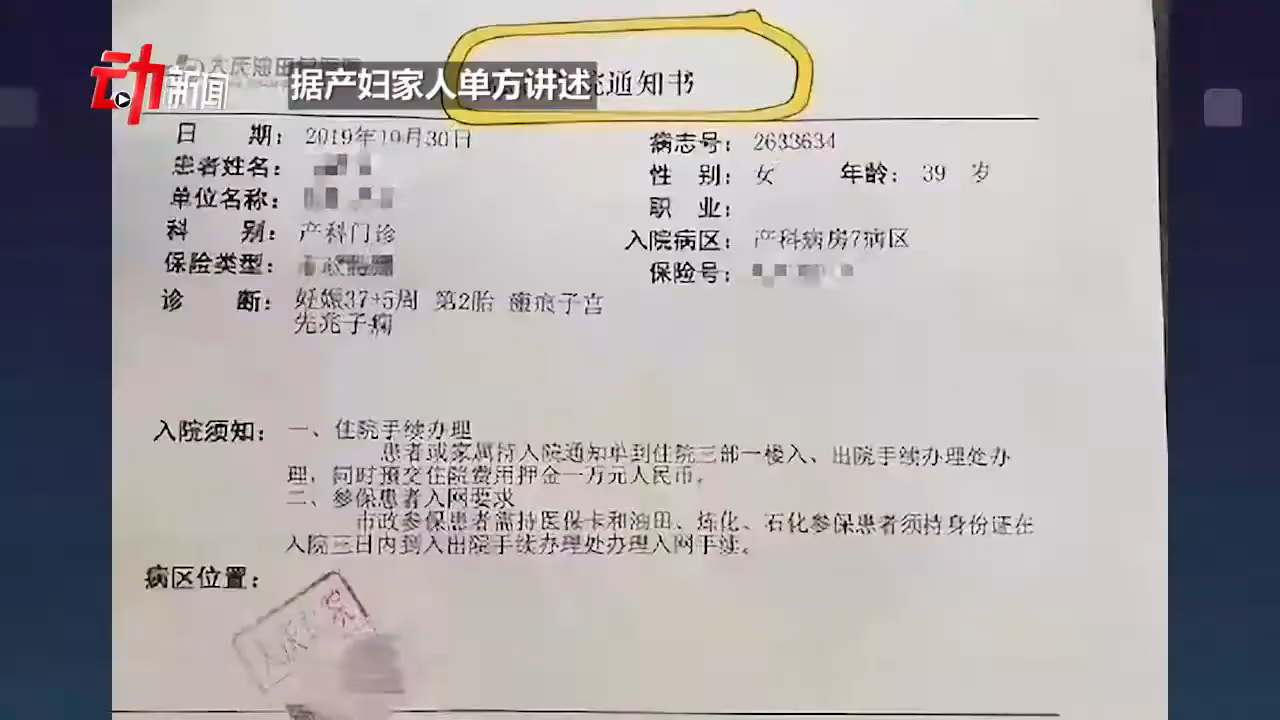 动新闻
据产妇家人单方讲述
院通知书
日 期： 2019年10月30日 病志号： 2633634
患者姓名： 性 别： 女 年龄： 39 岁
单位名称： 职 业：
科 别： 产科门诊 入院病区： 产科病房7病区
保险类型： 保险号：
诊 断： 妊娠37+5周 第2胎 瘢痕子宫
先兆子痫
入院须知： 一、住院手续办理
患者或家属持入院通知单到住院三部一楼入、出院手续办理处办
理，同时预交住院费用押金一万元人民币。
二、参保患者入网要求
市政参保患者需持医保卡和油田、炼化、石化参保患者须持身份证在
入院三日内到入出院手续办理处办理入网手续。
病区位置：